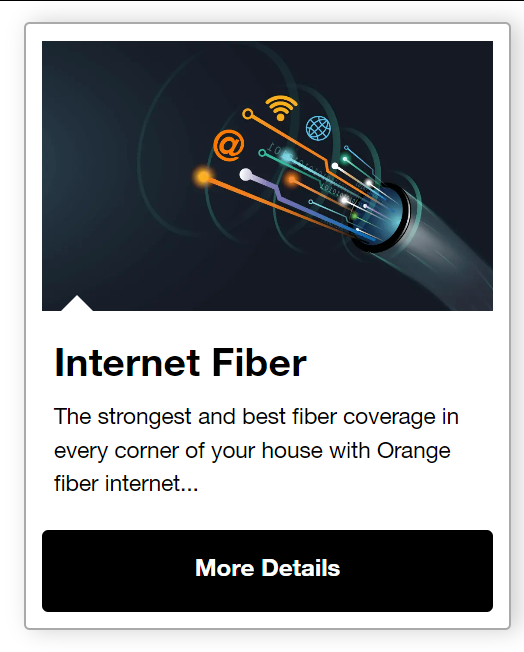 @
Internet Fiber
The strongest and best fiber coverage in
every corner of your house with Orange
fiber internet...
More Details